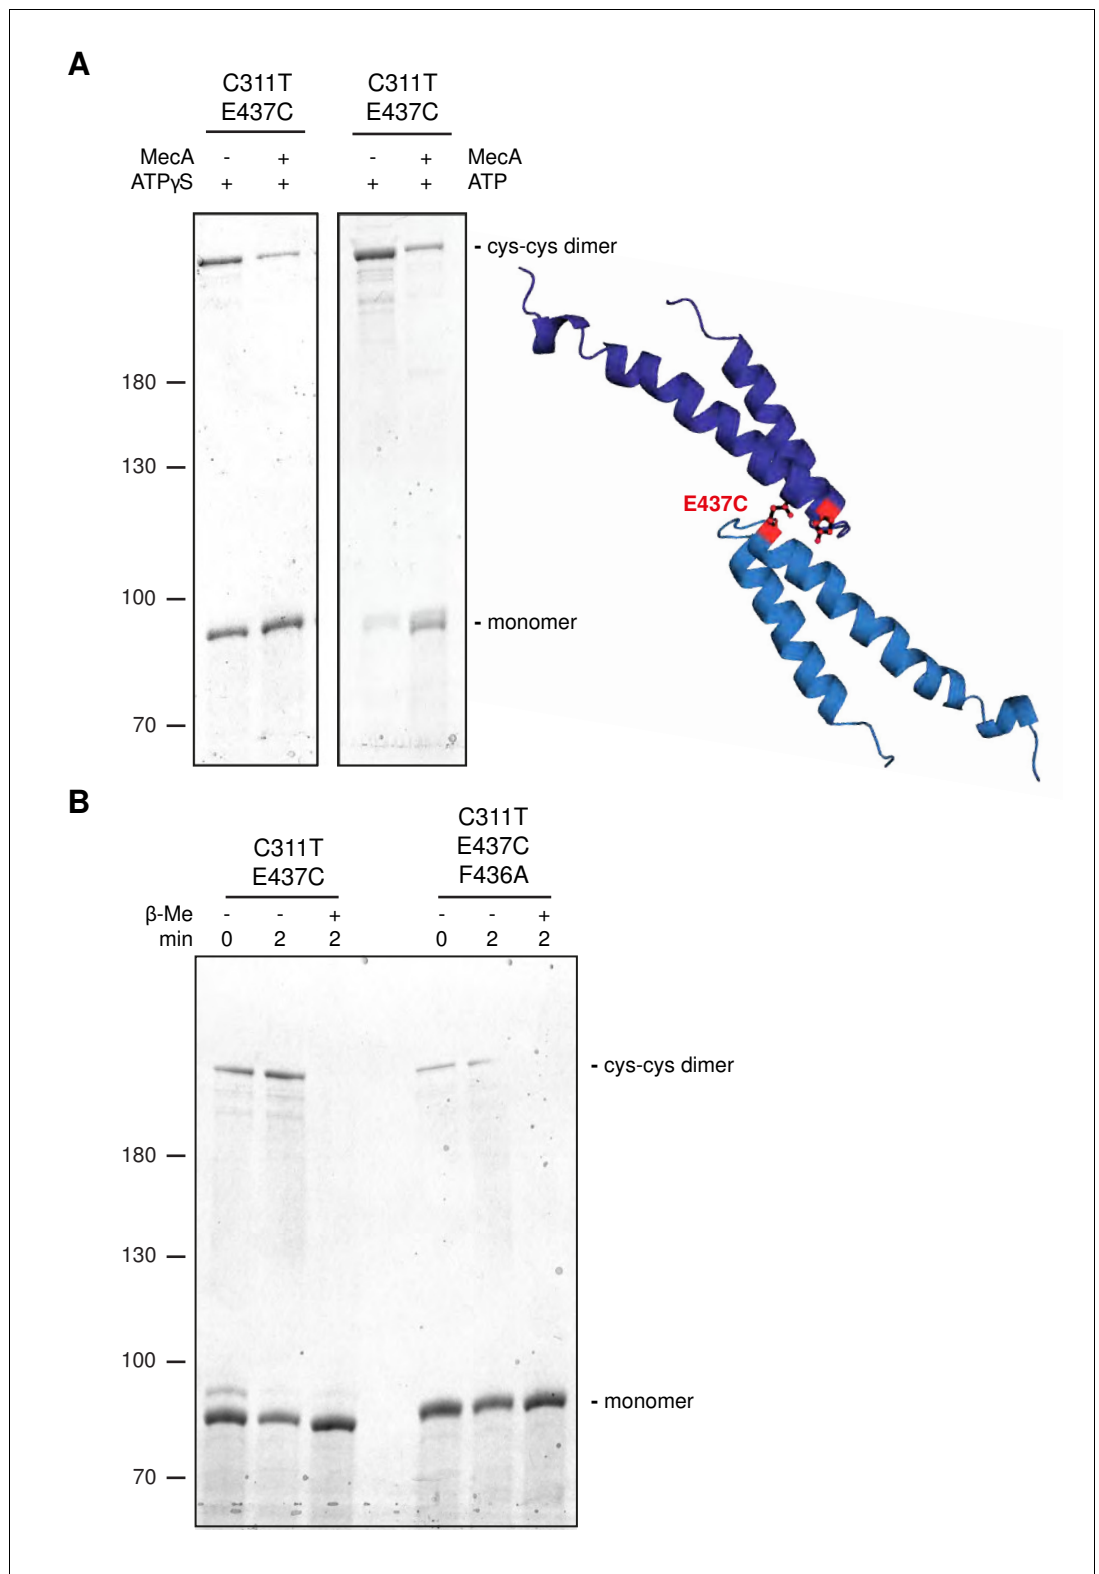 A
C311T
E437C
C311T
E437C
MecA - + - + MecA
ATPγS + + + + ATP
- cys-cys dimer
180
130
E437C
100
- monomer
70
B
C311T
E437C
C311T
E437C
F436A
β-Me - - + - - +
min 0 2 2 0 2 2
- cys-cys dimer
180
130
100
- monomer
70